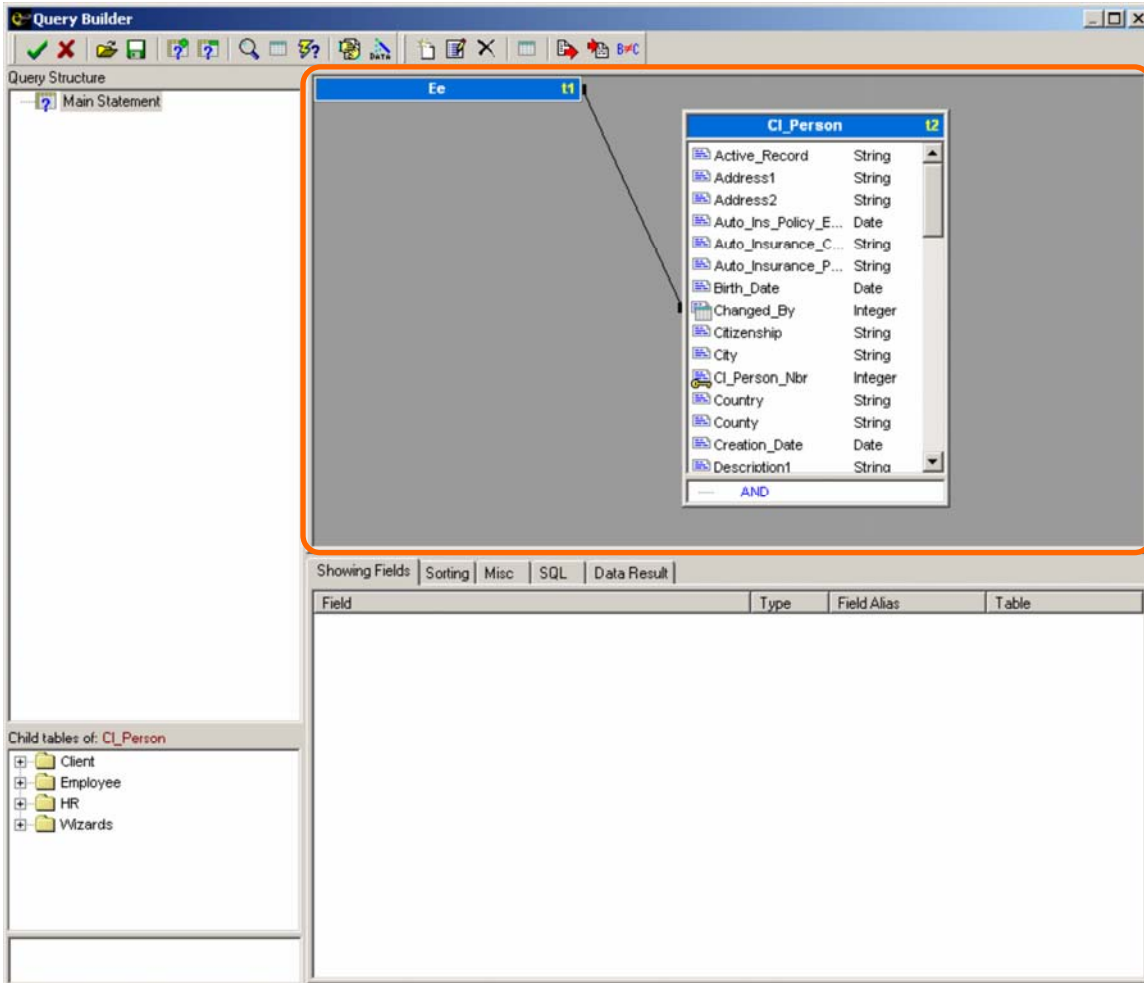 Query Builder
DATA B≠C
Query Structure
Main Statement
Ee t1
Cl_Person t2
Active_Record String
Address1 String
Address2 String
Auto_Ins_Policy_E... Date
Auto_Insurance_C... String
Auto_Insurance_P... String
Birth_Date Date
Changed_By Integer
Citizenship String
City String
Cl_Person_Nbr Integer
Country String
County String
Creation_Date Date
Description1 String
AND
Showing Fields Sorting Misc SQL Data Result
Field Type Field Alias Table
Child tables of: Cl_Person
Client
Employee
HR
Wizards